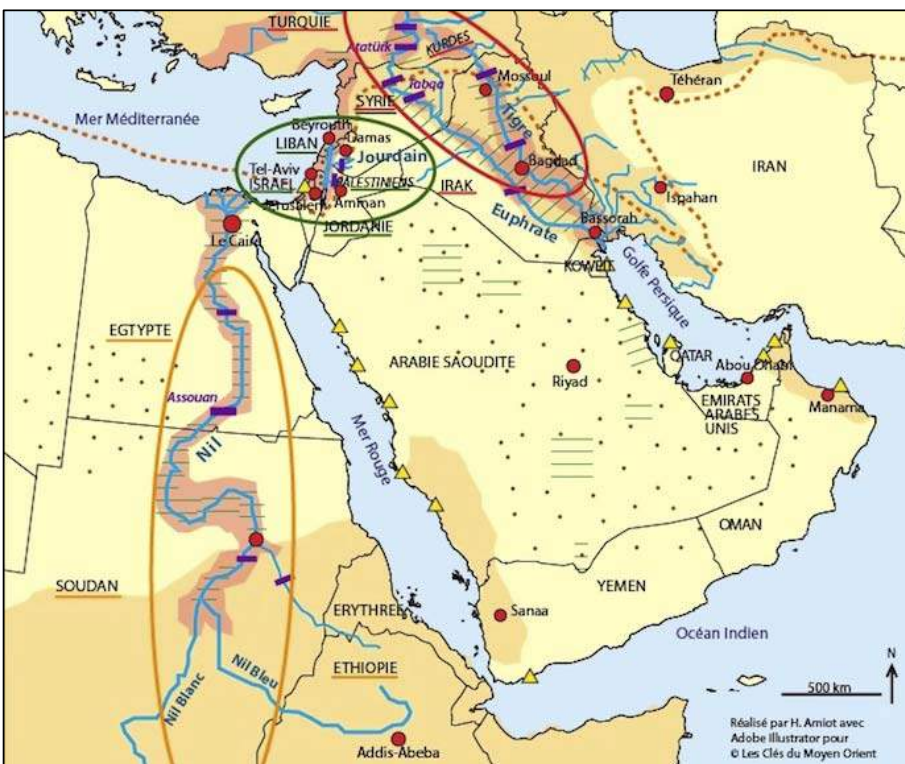 TURQUIE
Atatürk
KURDES
Mossoul
Téhéran
Tabqa
SYRIE
Tigre
Mer Méditerranée
Beyrouth
LIBAN
Damas
Jourdain
Bagdad
IRAN
Tel-Aviv
ISRAEL
PALESTINIENS
IRAK
Ispahan
Jérusalem
Amman
Euphrate
Bassorah
JORDANIE
Le Caire
KOWEIT
Golfe Persique
EGTYPTE
ARABIE SAOUDITE
QATAR
Abou Dhabi
Riyad
EMIRATS
ARABES
UNIS
Manama
Assouan
Nil
Mer Rouge
OMAN
SOUDAN
YEMEN
ERYTHREE
Sanaa
Océan Indien
N
Nil Blanc
Nil Bleu
ETHIOPIE
500 km
Addis-Abeba
Réalisé par H. Amiot avec
Adobe Illustrator pour
© Les Clés du Moyen Orient